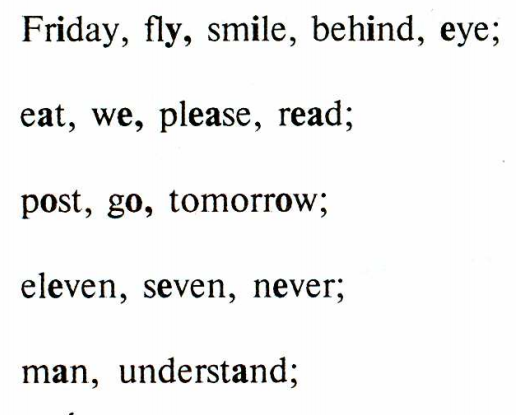 Friday, fly, smile, behind, eye;
eat, we, please, read;
post, go, tomorrow;
eleven, seven, never;
man, understand;